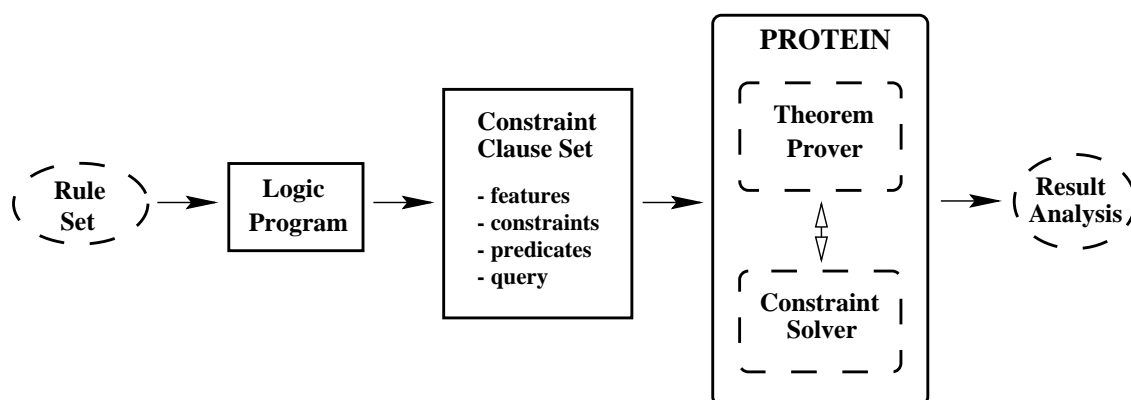 Rule
Set
Logic
Program
Constraint
Clause Set
- features
- constraints
- predicates
- query
PROTEIN
Theorem
Prover
Constraint
Solver
Result
Analysis